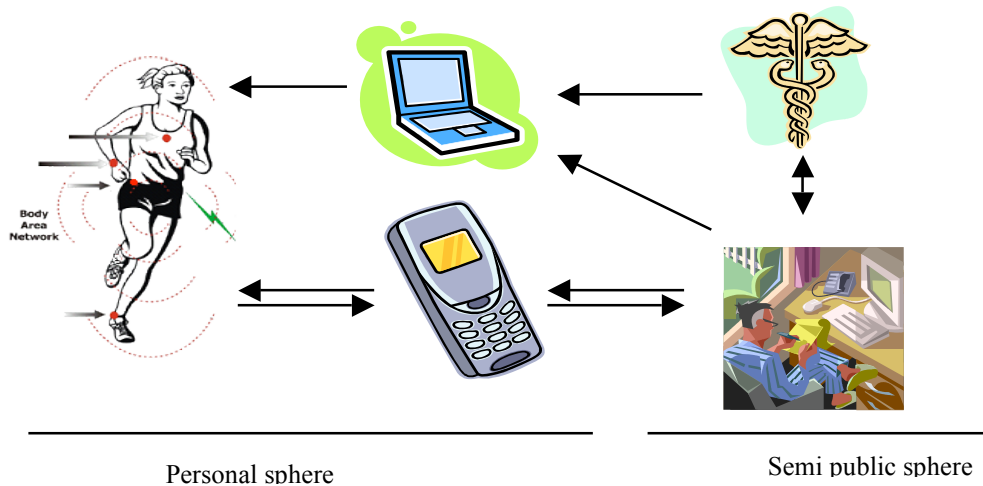 Body
Area
Network
Personal sphere
Semi public sphere